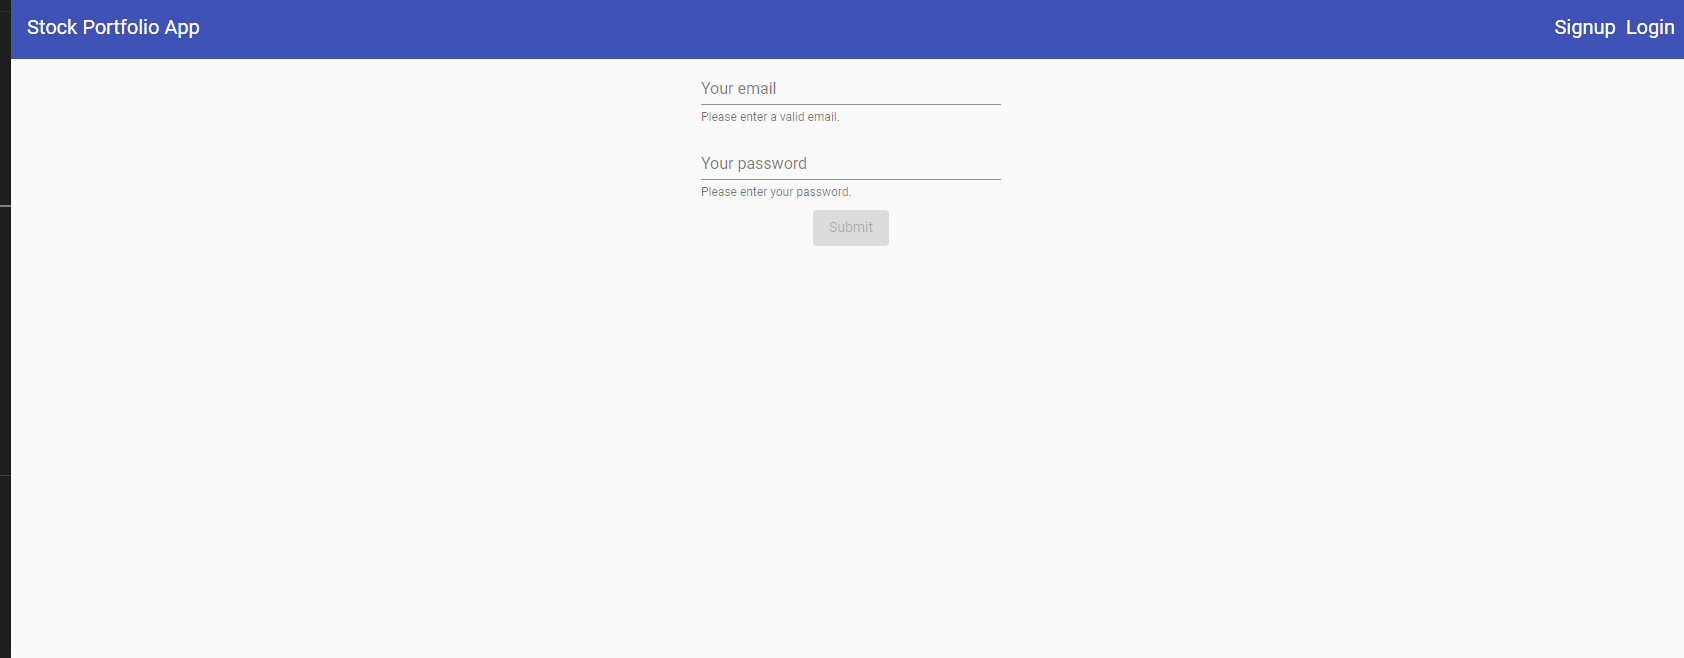 Stock Portfolio App
Signup Login
Your email
Please enter a valid email.
Your password
Please enter your password.
Submit